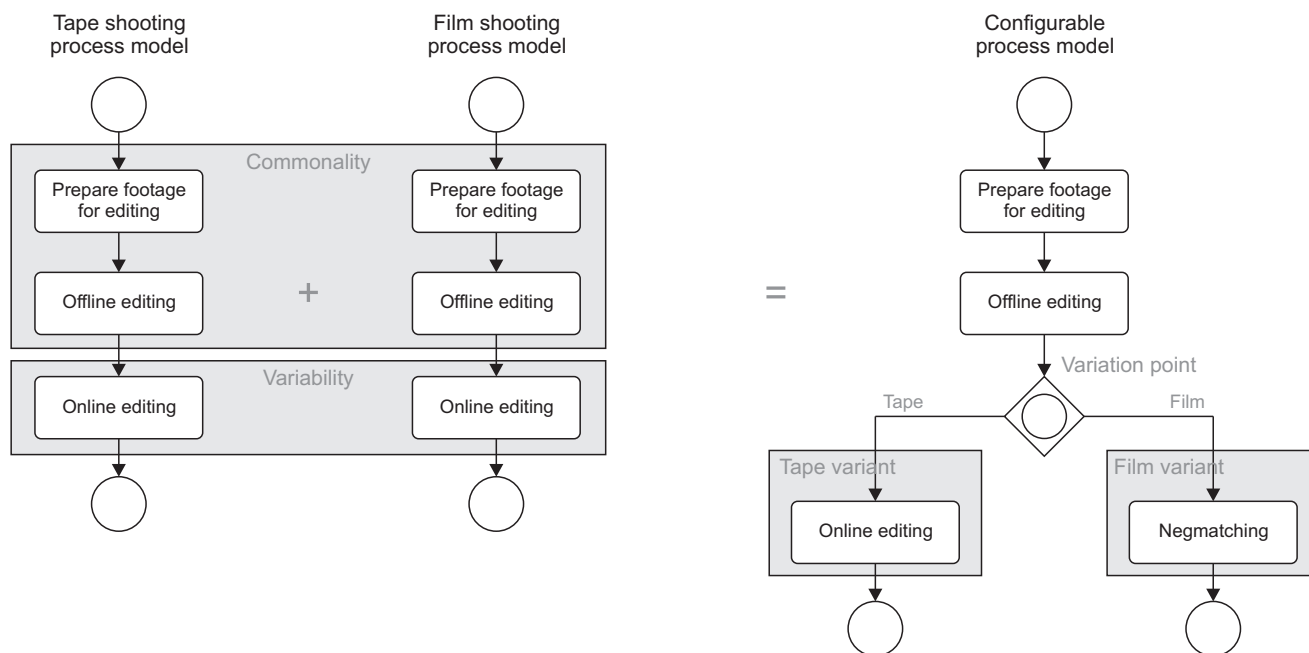 Tape shooting
process model
Film shooting
process model
Configurable
process model
Commonality
Prepare footage
for editing
Prepare footage
for editing
Prepare footage
for editing
Offline editing
+
Offline editing
=
Offline editing
Variability
Variation point
Online editing
Online editing
Tape
Film
Tape variant
Film variant
Online editing
Negmatching